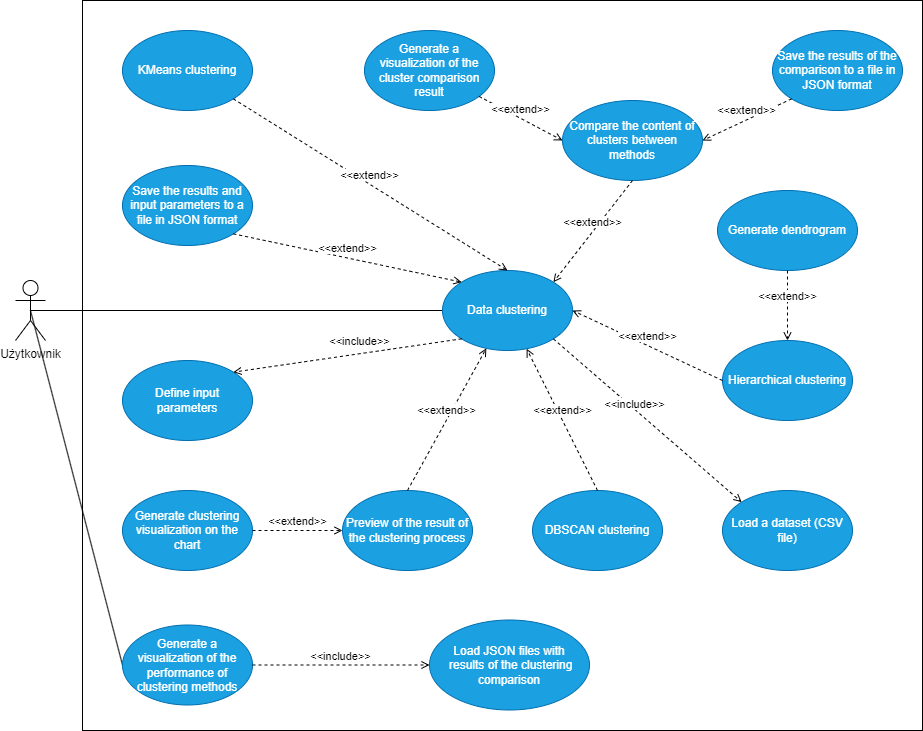 KMeans clustering
Generate a
visualization of the
cluster comparison
result
Save the results of the
comparison to a file in
JSON format
<<extend>>
<<extend>>
Compare the content of
clusters between
methods
<<extend>>
Save the results and
input parameters to a
file in JSON format
<<extend>>
Generate dendrogram
<<extend>>
<<extend>>
Data clustering
<<extend>>
Użytkownik
<<include>>
<<extend>>
Hierarchical clustering
Define input
parameters
<<extend>>
<<extend>>
<<include>>
Generate clustering
visualization on the
chart
<<extend>>
Preview of the result of
the clustering process
DBSCAN clustering
Load a dataset (CSV
file)
Generate a
visualization of the
performance of
clustering methods
<<include>>
Load JSON files with
results of the clustering
comparison